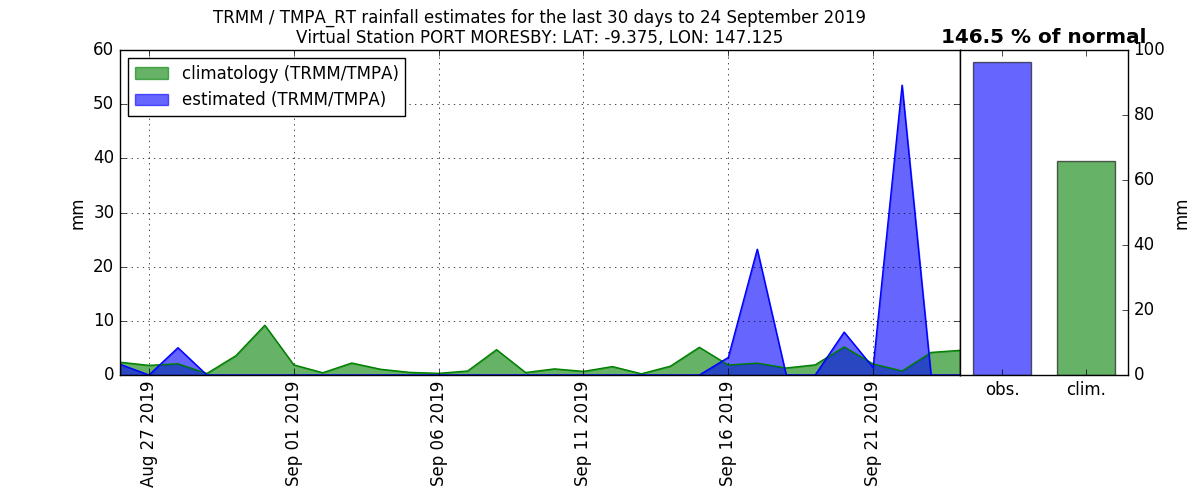 TRMM / TMPA_RT rainfall estimates for the last 30 days to 24 September 2019
Virtual Station PORT MORESBY: LAT: -9.375, LON: 147.125
146.5 % of normal
climatology (TRMM/TMPA)
estimated (TRMM/TMPA)
60
50
40
30
20
10
0
mm
Aug 27 2019
Sep 01 2019
Sep 06 2019
Sep 11 2019
Sep 16 2019
Sep 21 2019
100
80
60
40
20
0
mm
obs.
clim.